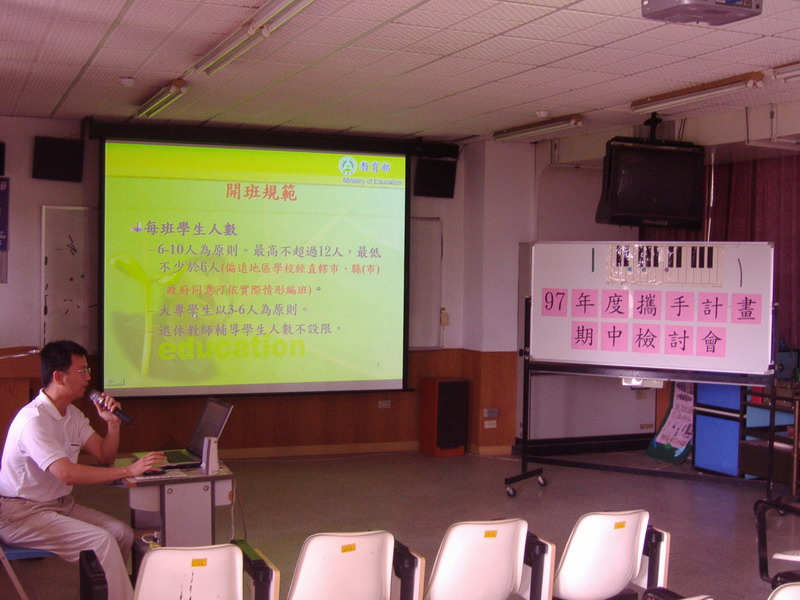 教育部
Ministry of Education
開班規範
每班學生人數
–6-10人為原則。最高不超過12人，最低
不少於6人(偏遠地區學校經直轄市、縣(市)
政府同意可依實際情形編班)。
–大專學生以3-6人為原則。
–退休教師輔導學生人數不設限。
education
97年度攜手計畫
期中檢討會